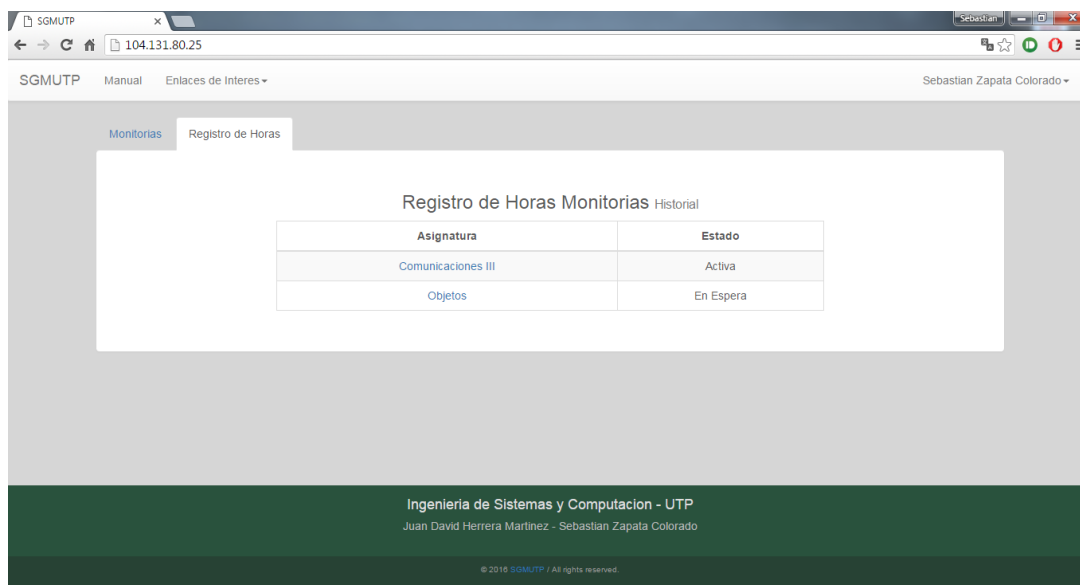 SGMUTP
Sebastian
104.131.80.25
SGMUTP Manual Enlaces de Interes Sebastian Zapata Colorado
Monitorias Registro de Horas
Registro de Horas Monitorias Historial
Asignatura Estado
Comunicaciones III Activa
Objetos En Espera
Ingenieria de Sistemas y Computacion - UTP
Juan David Herrera Martinez - Sebastian Zapata Colorado
© 2016 SGMUTP / All rights reserved.